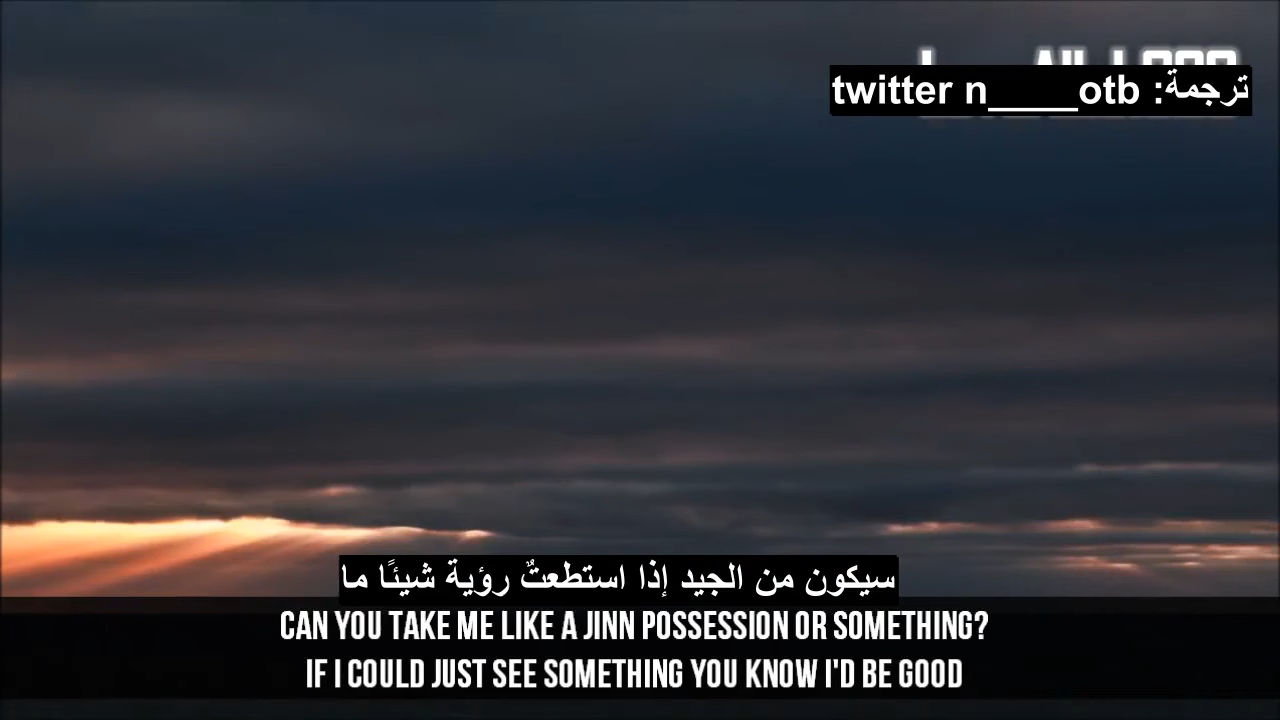 ترجمة: twitter n____otb
سيكون من الجيد إذا استطعتٌ رؤية شيئًا ما
CAN YOU TAKE ME LIKE A JINN POSSESSION OR SOMETHING?
IF I COULD JUST SEE SOMETHING YOU KNOW I'D BE GOOD